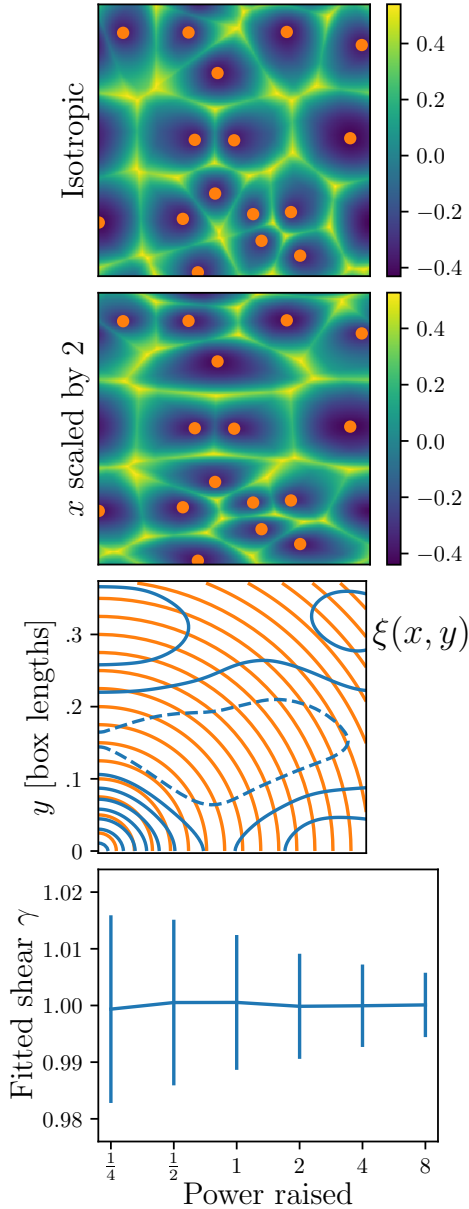 Isotropic
0.4
0.2
0.0
−0.2
−0.4
x scaled by 2
0.4
0.2
0.0
−0.2
−0.4
y [box lengths]
.3
.2
.1
0
ξ(x, y)
Fitted shear γ
1.02
1.01
1.00
0.99
0.98
1/4 1/2 1 2 4 8
Power raised